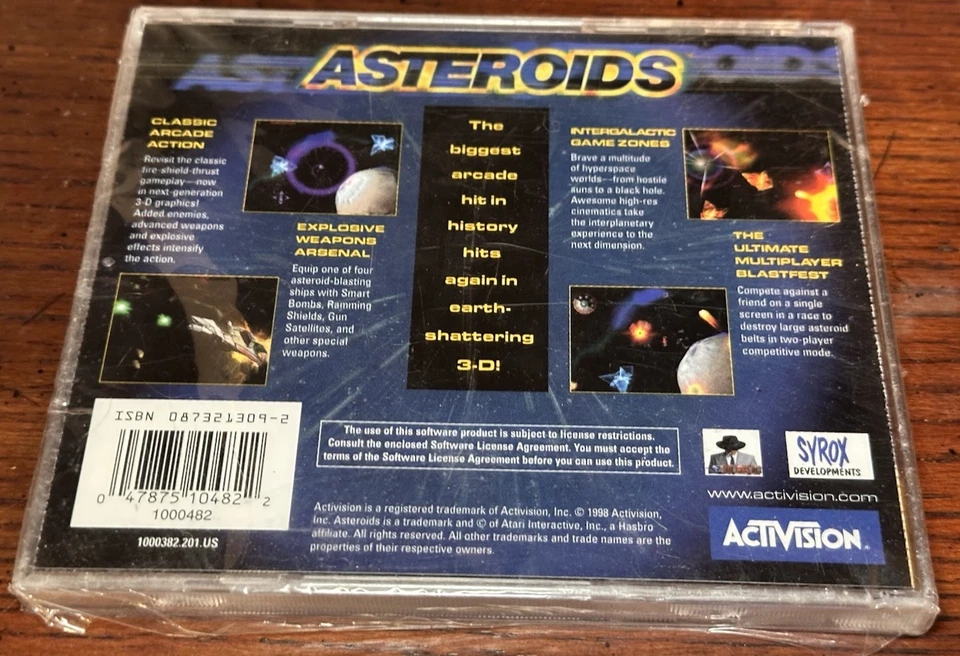 ASTEROIDS
CLASSIC
ARCADE
ACTION
Revisit the classic
fire-shield-thrust
gameplay—now
in next-generation
3-D graphics!
Added enemies,
advanced weapons
and explosive
effects intensify
the action.
EXPLOSIVE
WEAPONS
ARSENAL
Equip one of four
asteroid-blasting
ships with Smart
Bombs, Ramming
Shields, Gun
Satellites, and
other special
weapons.
The
biggest
arcade
hit in
history
hits
again in
earth-
shattering
3-D!
INTERGALACTIC
GAME ZONES
Brave a multitude
of hyperspace
worlds—from hostile
suns to a black hole.
Awesome high-res
cinematics take
the interplanetary
experience to the
next dimension.
THE
ULTIMATE
MULTIPLAYER
BLASTFEST
Compete against a
friend on a single
screen in a race to
destroy large asteroid
belts in two-player
competitive mode.
ISBN 087321309-2
0 47875 10482 2
1000482
1000382.201.US
The use of this software product is subject to license restrictions.
Consult the enclosed Software License Agreement. You must accept the
terms of the Software License Agreement before you can use this product.
Activision is a registered trademark of Activision, Inc. © 1998 Activision,
Inc. Asteroids is a trademark and © of Atari Interactive, Inc., a Hasbro
affiliate. All rights reserved. All other trademarks and trade names are the
properties of their respective owners.
SYROX
DEVELOPMENTS
www.activision.com
ACTIVISION